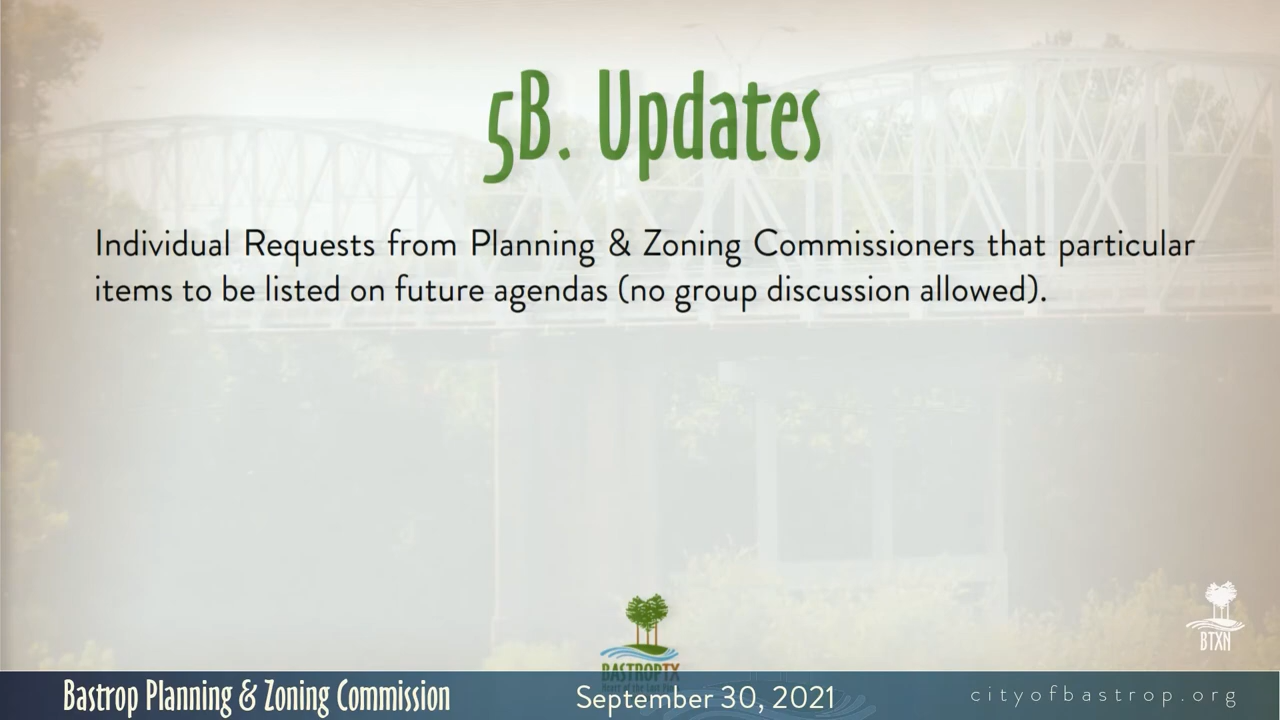 5B. Updates
Individual Requests from Planning & Zoning Commissioners that particular
items to be listed on future agendas (no group discussion allowed).
BTXN
BASTROPTX
Bastrop Planning & Zoning Commission
September 30, 2021
cityofbastrop.org